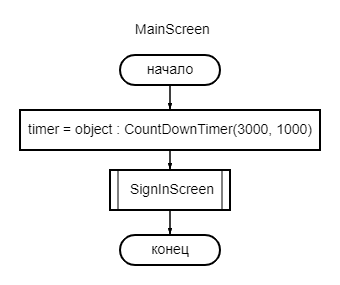 MainScreen
начало
timer = object : CountDownTimer(3000, 1000)
SignInScreen
конец